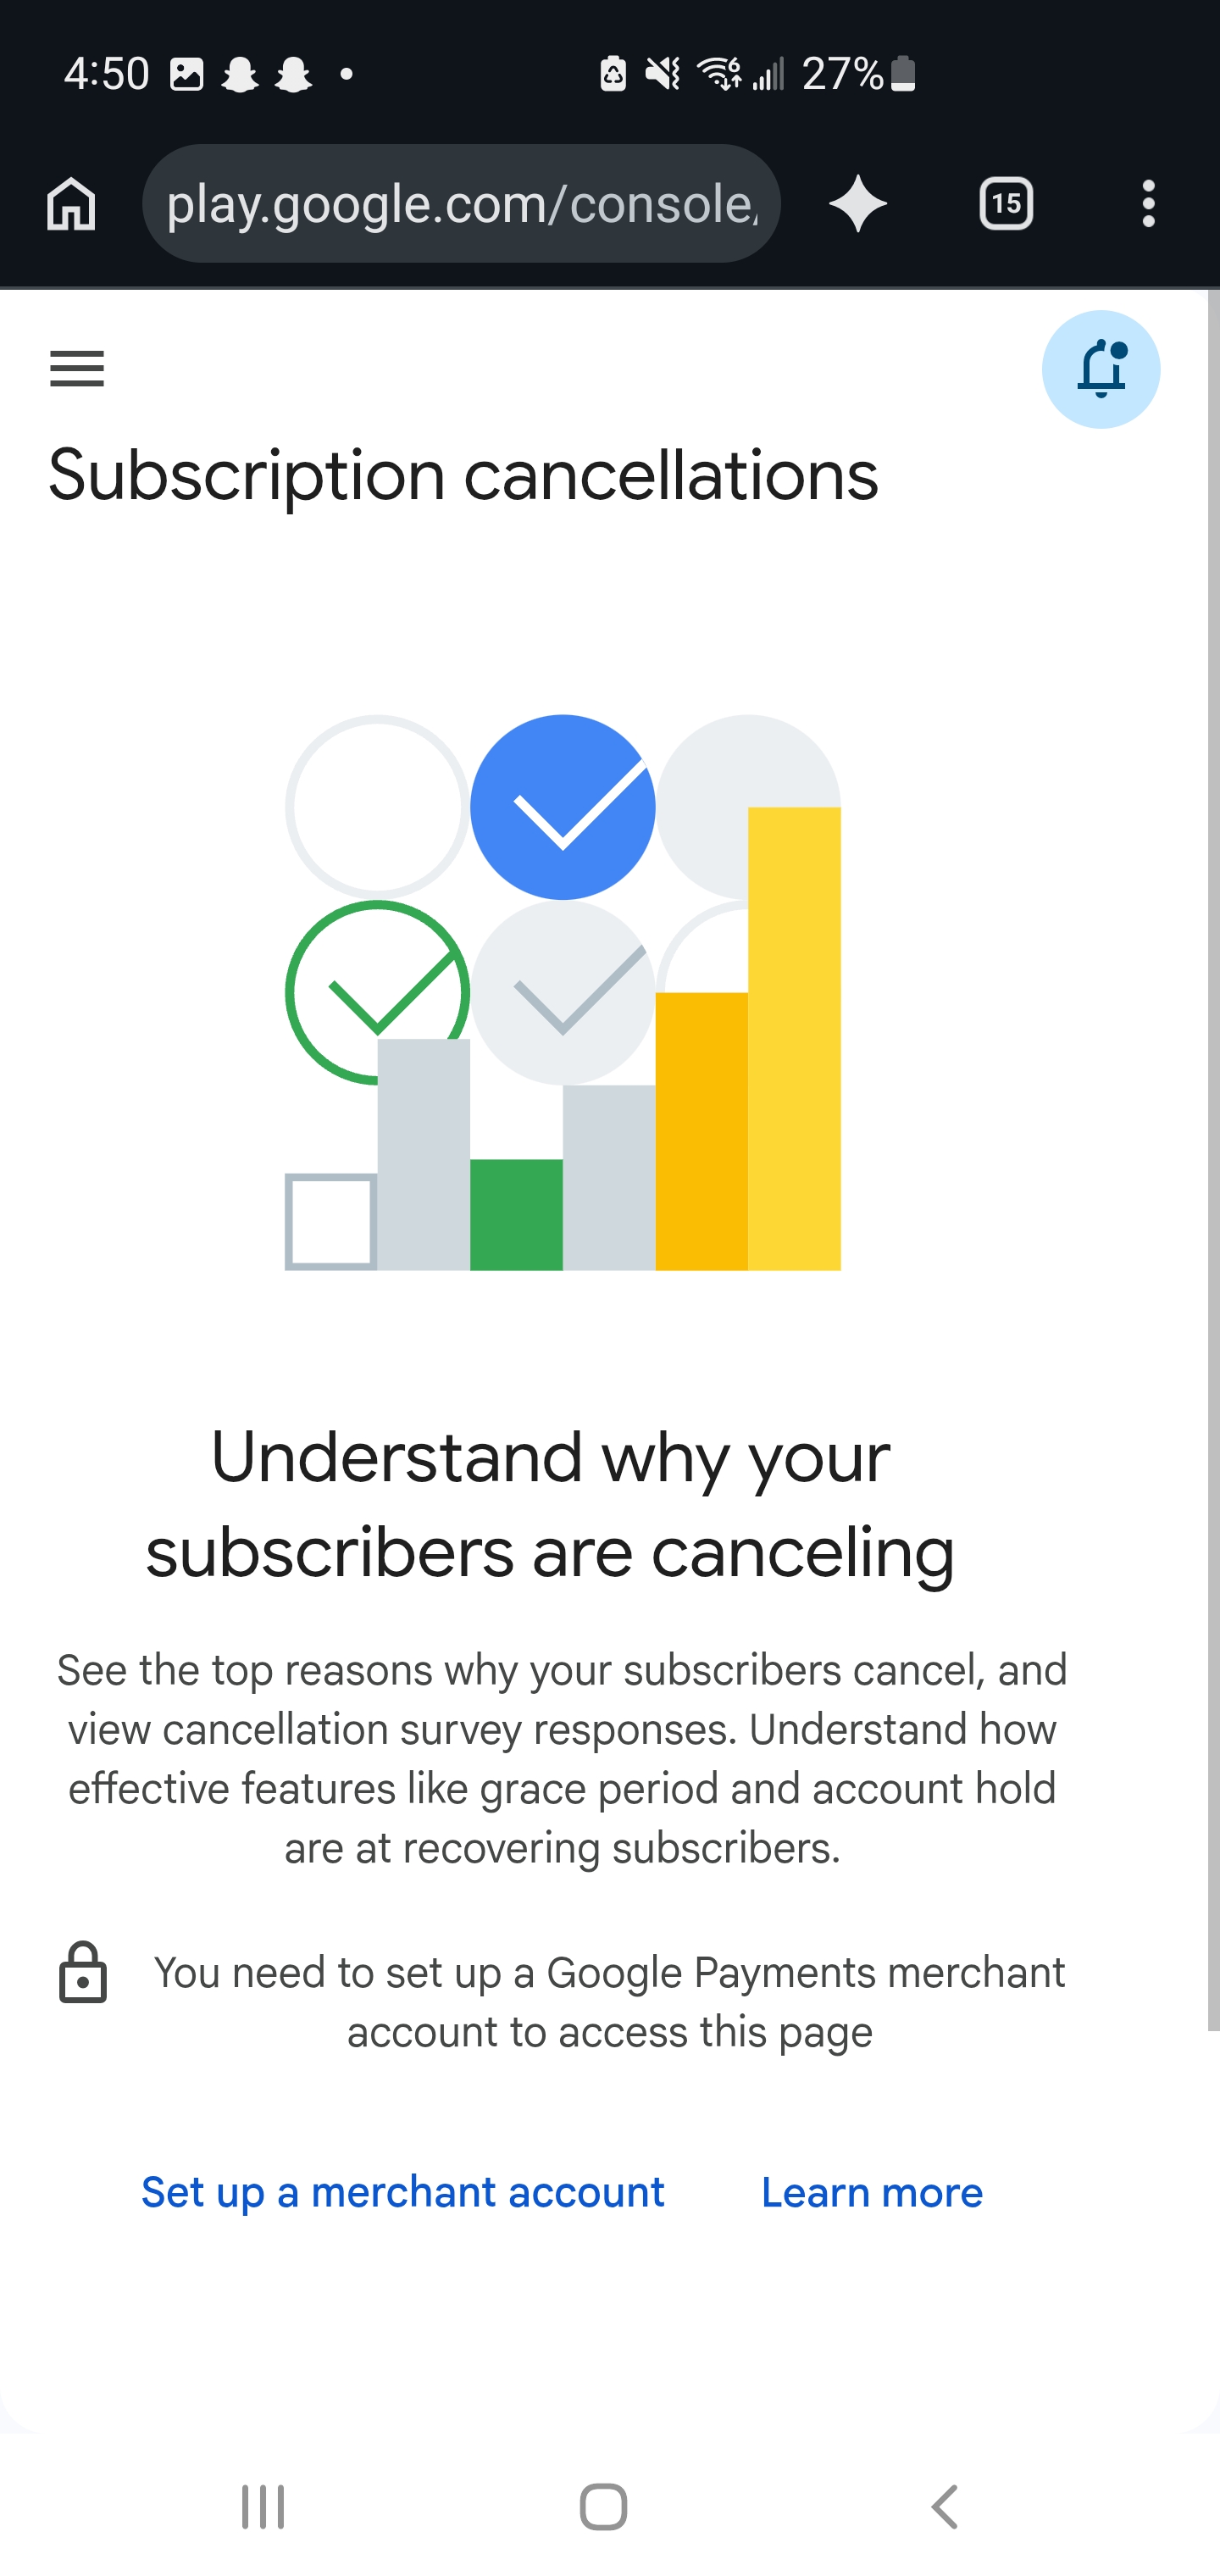 4:50
27%
play.google.com/console/
15
Subscription cancellations
Understand why your
subscribers are canceling
See the top reasons why your subscribers cancel, and
view cancellation survey responses. Understand how
effective features like grace period and account hold
are at recovering subscribers.
You need to set up a Google Payments merchant
account to access this page
Set up a merchant account
Learn more